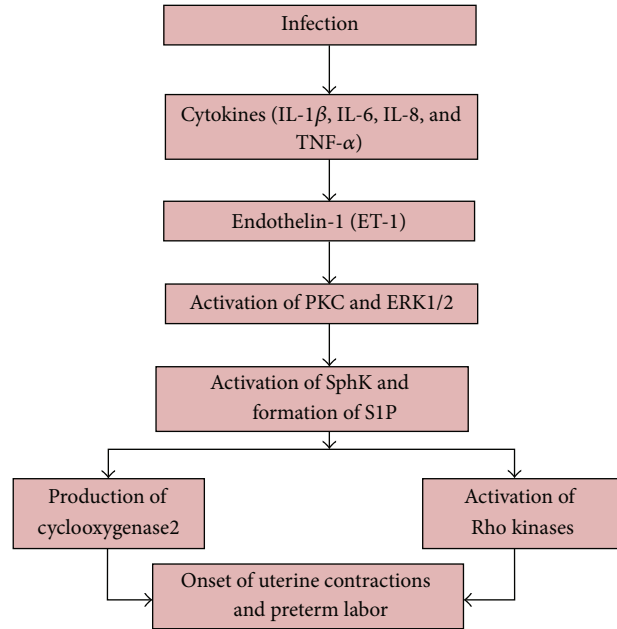 Infection
Cytokines (IL-1β, IL-6, IL-8, and
TNF-α)
Endothelin-1 (ET-1)
Activation of PKC and ERK1/2
Activation of SphK and
formation of S1P
Production of
cyclooxygenase2
Activation of
Rho kinases
Onset of uterine contractions
and preterm labor